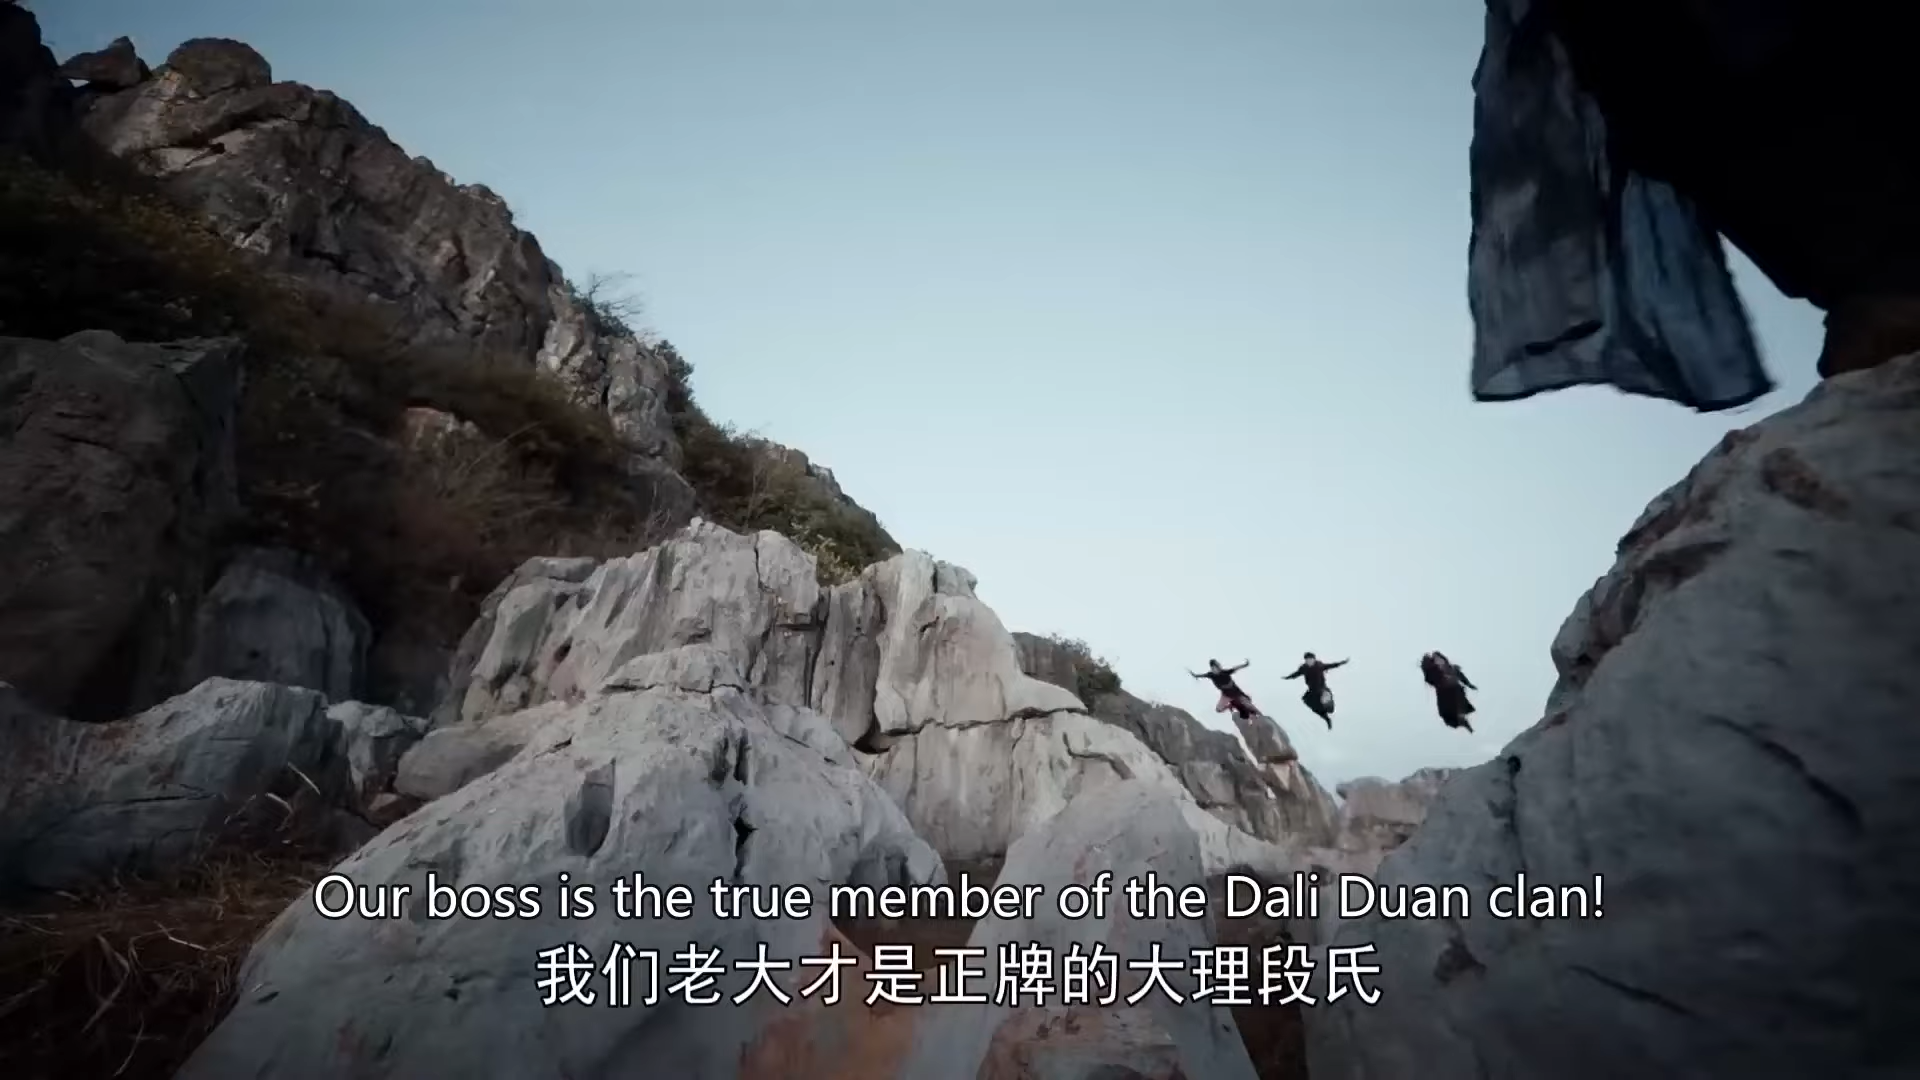 Our boss is the true member of the Dali Duan clan!
我们老大才是正牌的大理段氏